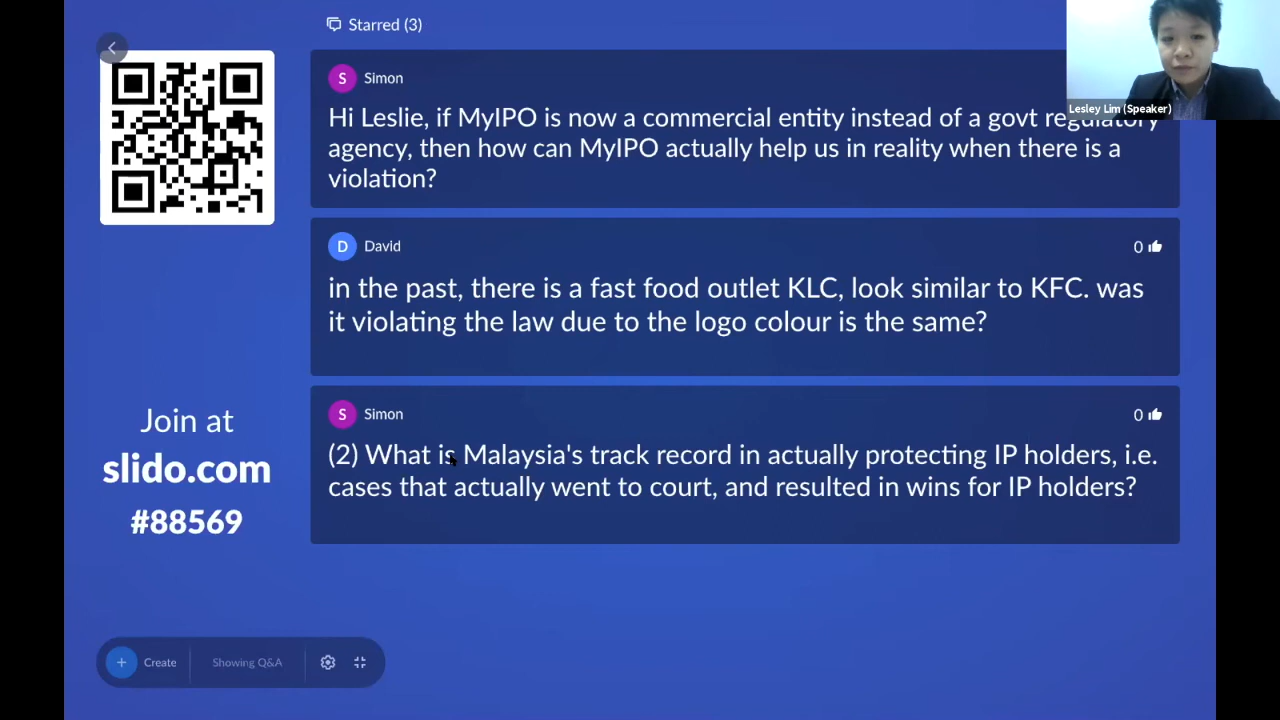 Starred (3)
S Simon
Hi Leslie, if MyIPO is now a commercial entity instead of a govt regulatory
agency, then how can MyIPO actually help us in reality when there is a
violation?
Lesley Lim (Speaker)
D David
0
in the past, there is a fast food outlet KLC, look similar to KFC. was
it violating the law due to the logo colour is the same?
S Simon
0
(2) What is Malaysia's track record in actually protecting IP holders, i.e.
cases that actually went to court, and resulted in wins for IP holders?
Join at
slido.com
#88569
Create
Showing Q&A